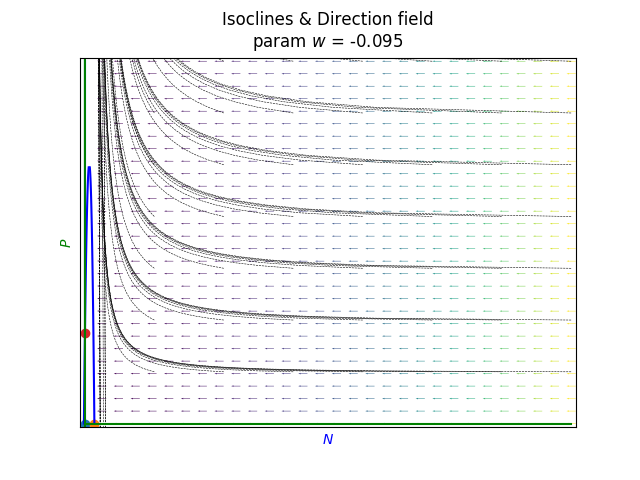 Isoclines & Direction field
param w = -0.095
P
N